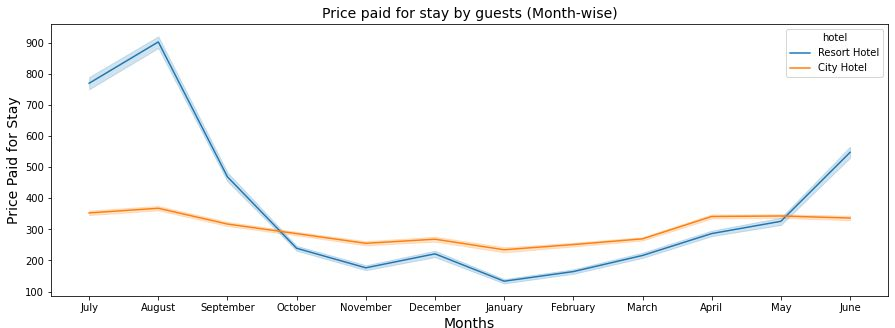 Price paid for stay by guests (Month-wise)
Price Paid for Stay
900
800
700
600
500
400
300
200
100
hotel
Resort Hotel
City Hotel
July August September October November December January February March April May June
Months